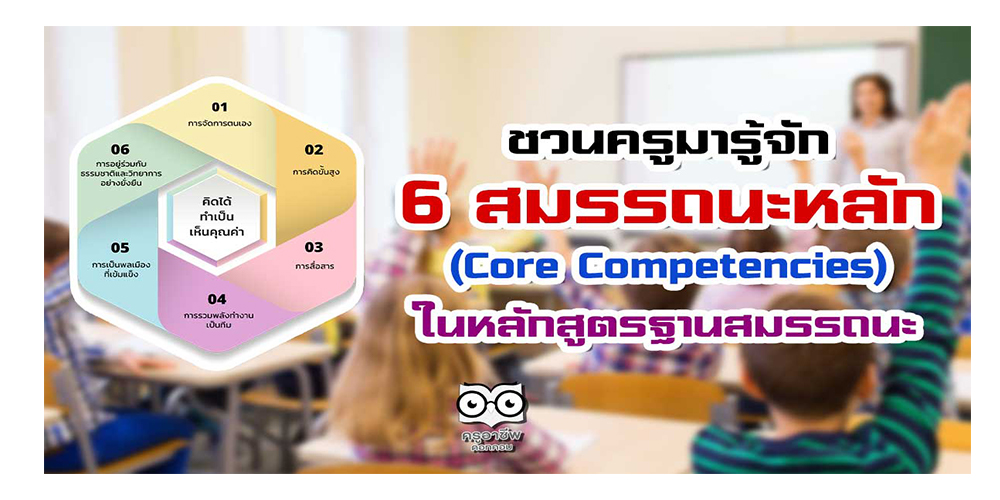 01
การจัดการตนเอง
02
การคิดขั้นสูง
03
การสื่อสาร
04
การรวมพลังทำงาน
เป็นทีม
05
การเป็นพลเมือง
ที่เข้มแข็ง
06
การอยู่ร่วมกับ
ธรรมชาติและวิทยาการ
อย่างยั่งยืน
คิดได้
ทำเป็น
เห็นคุณค่า
ชวนครูมารู้จัก
6 สมรรถนะหลัก
(Core Competencies)
ในหลักสูตรฐานสมรรถนะ
ครูอาชีพ
ดอทคอม